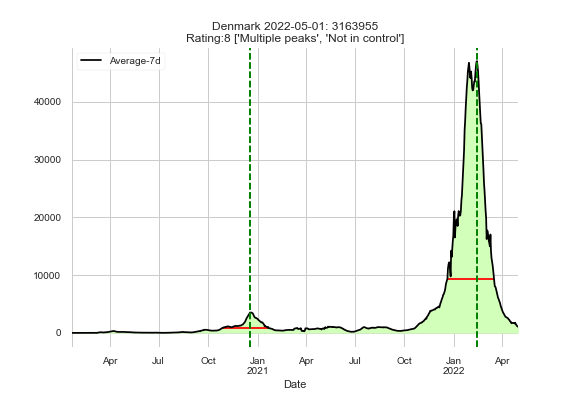 Denmark 2022-05-01: 3163955
Rating:8 ['Multiple peaks', 'Not in control']
Average-7d
40000
30000
20000
10000
0
Apr Jul Oct Jan Apr Jul Oct Jan Apr
2021 2022
Date